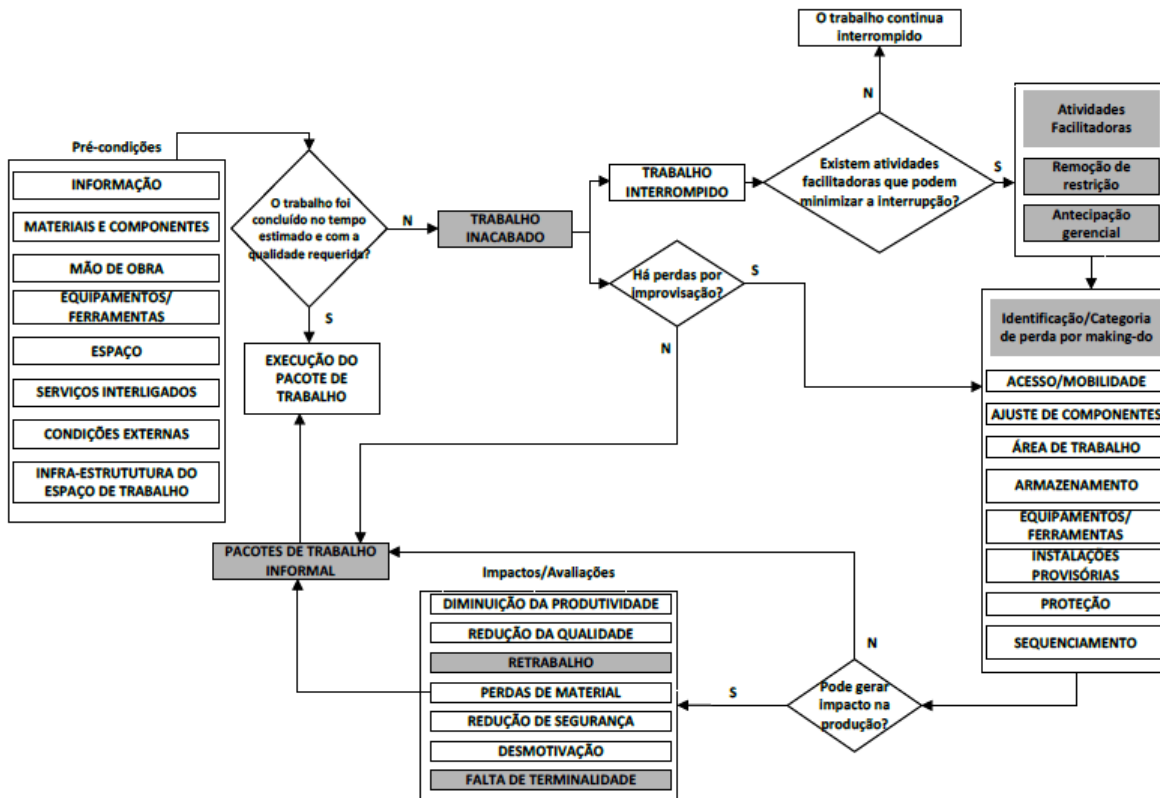 O trabalho continua
interrompido
N
Atividades
Facilitadoras
Remoção de
restrição
Antecipação
gerencial
Pré-condições
INFORMAÇÃO
MATERIAIS E COMPONENTES
MÃO DE OBRA
EQUIPAMENTOS/
FERRAMENTAS
ESPAÇO
SERVIÇOS INTERLIGADOS
CONDIÇÕES EXTERNAS
INFRA-ESTRUTUTURA DO
ESPAÇO DE TRABALHO
O trabalho foi
concluído no tempo
estimado e com a
qualidade requerida?
N
S
EXECUÇÃO DO
PACOTE DE
TRABALHO
TRABALHO
INACABADO
TRABALHO
INTERROMPIDO
Existem atividades
facilitadoras que podem
minimizar a interrupção?
S
Há perdas por
improvisação?
S
N
Identificação/Categoria
de perda por making-do
ACESSO/MOBILIDADE
AJUSTE DE COMPONENTES
ÁREA DE TRABALHO
ARMAZENAMENTO
EQUIPAMENTOS/
FERRAMENTAS
INSTALAÇÕES
PROVISÓRIAS
PROTEÇÃO
SEQUENCIAMENTO
PACOTES DE TRABALHO
INFORMAL
Impactos/Avaliações
DIMINUIÇÃO DA PRODUTIVIDADE
REDUÇÃO DA QUALIDADE
RETRABALHO
PERDAS DE MATERIAL
REDUÇÃO DE SEGURANÇA
DESMOTIVAÇÃO
FALTA DE TERMINALIDADE
N
S
Pode gerar
impacto na
produção?